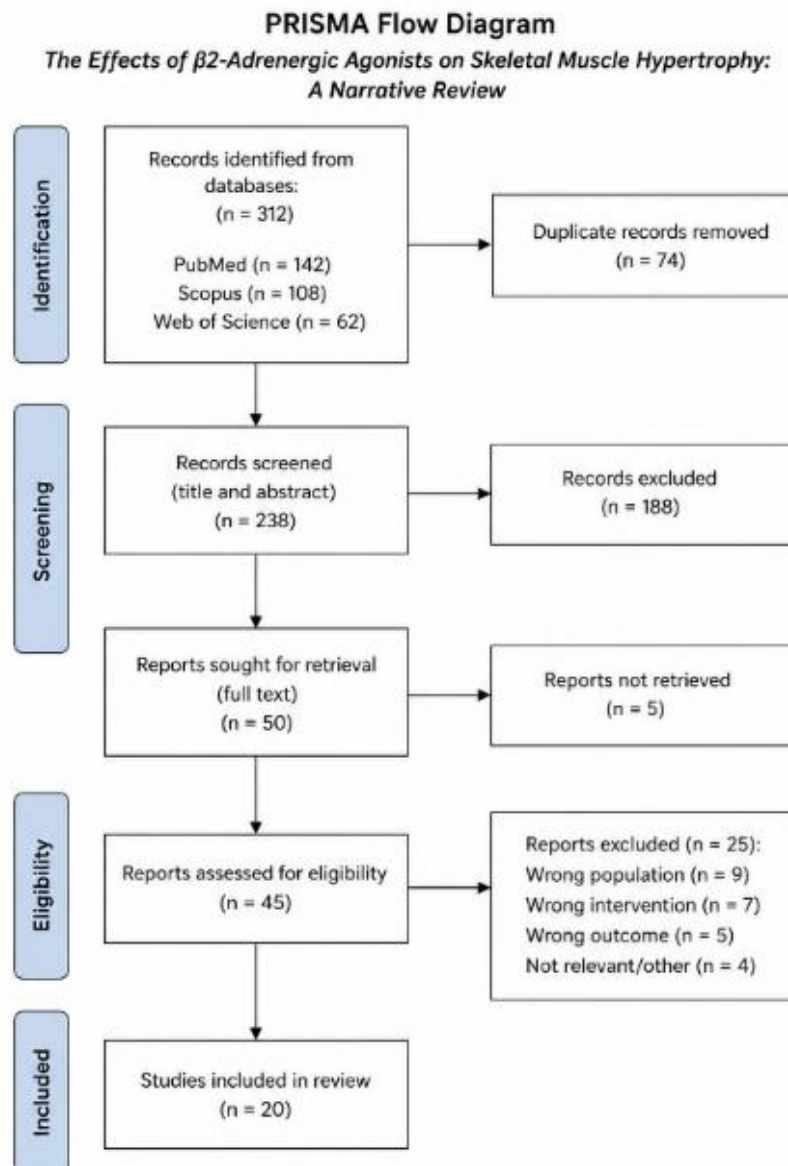 PRISMA Flow Diagram
The Effects of β2-Adrenergic Agonists on Skeletal Muscle Hypertrophy:
A Narrative Review
Identification
Records identified from
databases:
(n = 312)
PubMed (n = 142)
Scopus (n = 108)
Web of Science (n = 62)
Duplicate records removed
(n = 74)
Screening
Records screened
(title and abstract)
(n = 238)
Records excluded
(n = 188)
Reports sought for retrieval
(full text)
(n = 50)
Reports not retrieved
(n = 5)
Eligibility
Reports assessed for eligibility
(n = 45)
Reports excluded (n = 25):
Wrong population (n = 9)
Wrong intervention (n = 7)
Wrong outcome (n = 5)
Not relevant/other (n = 4)
Included
Studies included in review
(n = 20)